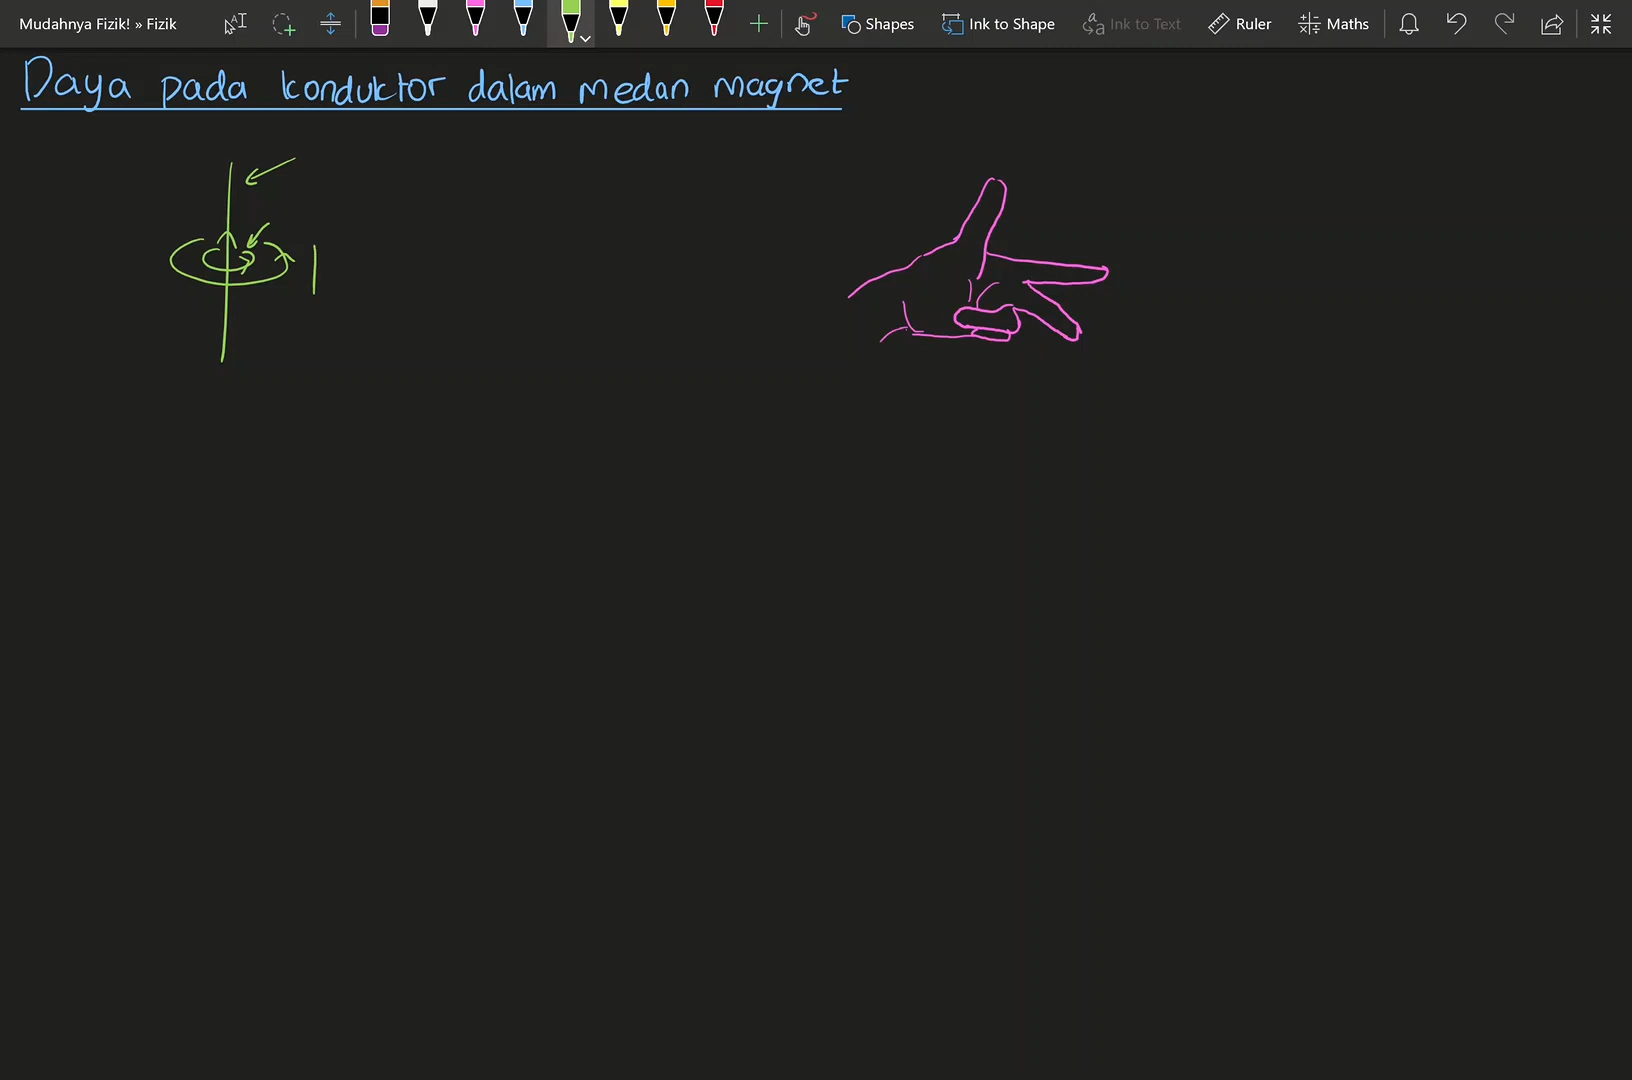 Mudahnya Fizik! » Fizik
Shapes
Ink to Shape
Ink to Text
Ruler
Maths
Daya pada konduktor dalam medan magnet